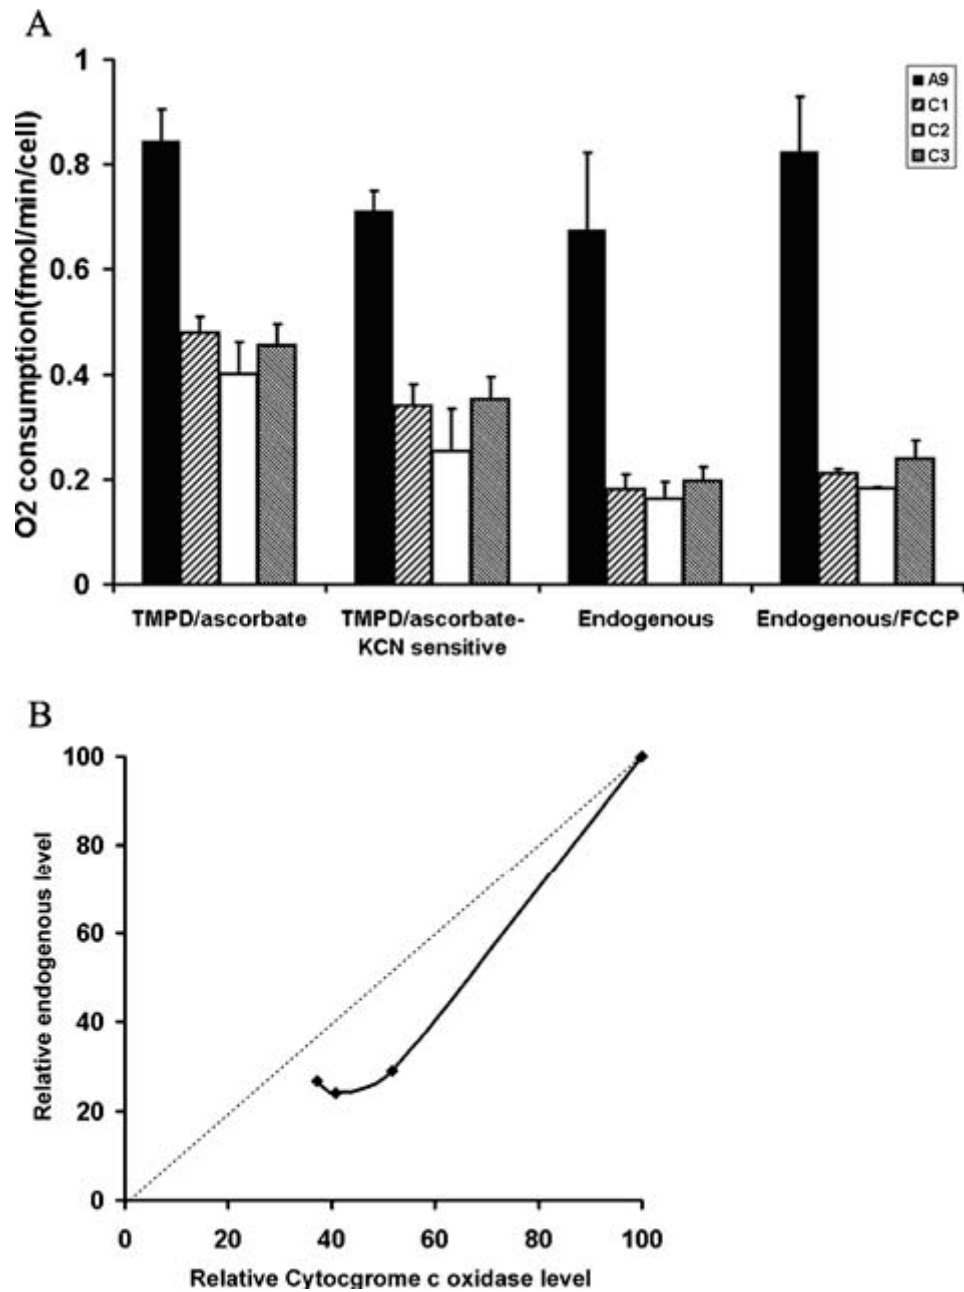 A
O2 consumption(fmol/min/cell)
1
0.8
0.6
0.4
0.2
0
A9
C1
C2
C3
TMPD/ascorbate
TMPD/ascorbate-
KCN sensitive
Endogenous
Endogenous/FCCP
B
Relative endogenous level
100
80
60
40
20
0
0 20 40 60 80 100
Relative Cytocgrome c oxidase level